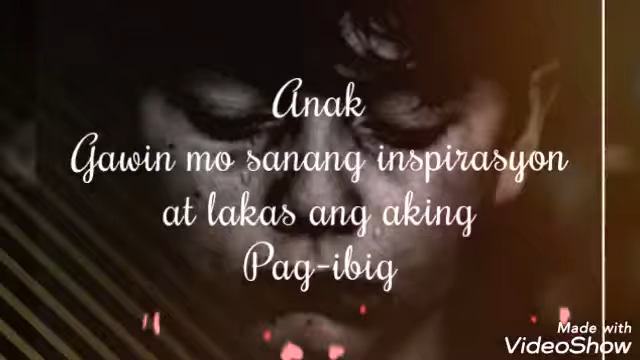 Anak
Gawin mo sanang inspirasyon
at lakas ang aking
Pag-ibig
Made with
VideoShow